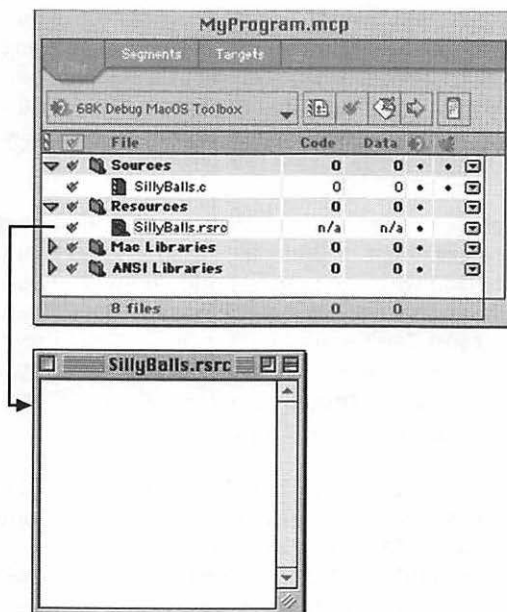 MyProgram.mcp
Files Segments Targets
68K Debug MacOS Toolbox
File Code Data
Sources 0 0 • •
SillyBalls.c 0 0 • •
Resources 0 0 •
SillyBalls.rsrc n/a n/a •
Mac Libraries 0 0 •
ANSI Libraries 0 0 •
8 files 0 0
SillyBalls.rsrc